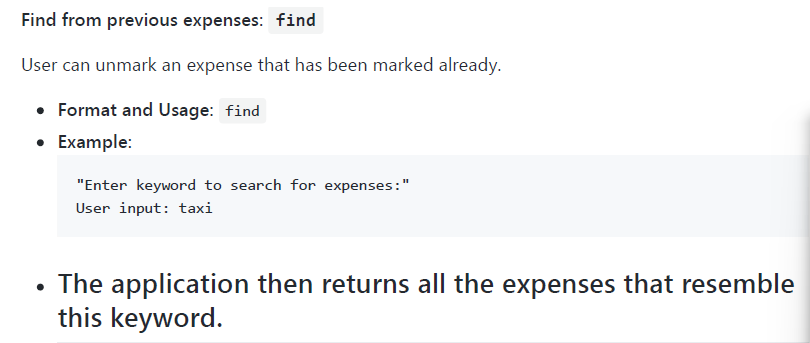 Find from previous expenses: find
User can unmark an expense that has been marked already.
• Format and Usage: find
• Example:
"Enter keyword to search for expenses:"
User input: taxi
• The application then returns all the expenses that resemble
this keyword.